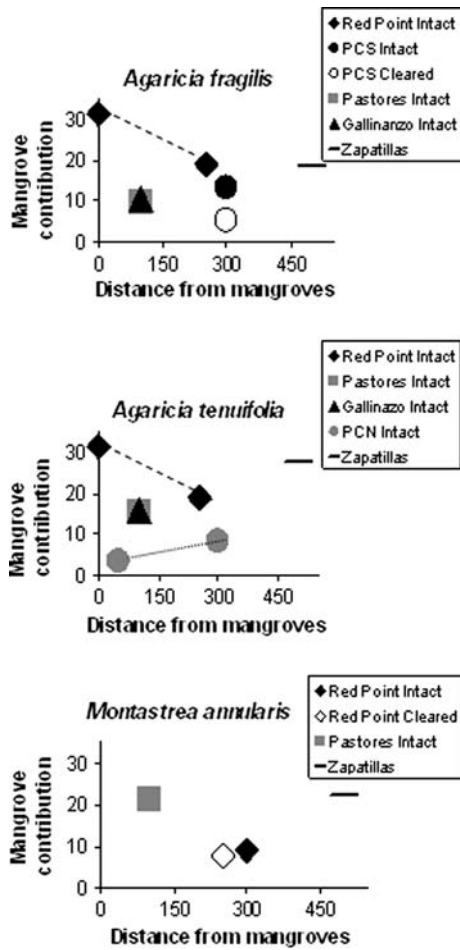 Red Point Intact
PCS Intact
PCS Cleared
Pastores Intact
Gallinanzo Intact
Zapatillas
Agaricia fragilis
Mangrove
contribution
30
20
10
0
0 150 300 450
Distance from mangroves
Red Point Intact
Pastores Intact
Gallinazo Intact
PCN Intact
Zapatillas
Agaricia tenuifolia
Mangrove
contribution
30
20
10
0
0 150 300 450
Distance from mangroves
Red Point Intact
Red Point Cleared
Pastores Intact
Zapatillas
Montastrea annularis
Mangrove
contribution
30
20
10
0
0 150 300 450
Distance from mangroves